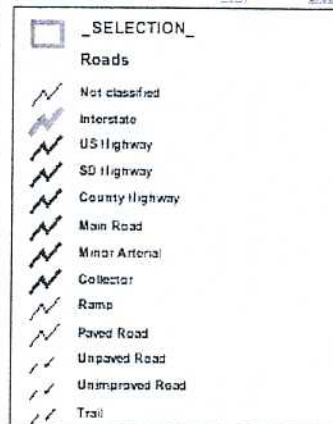 _SELECTION_
Roads
Not classified
Interstate
US Highway
SD Highway
County Highway
Main Road
Minor Arterial
Collector
Ramp
Paved Road
Unpaved Road
Unimproved Road
Trail